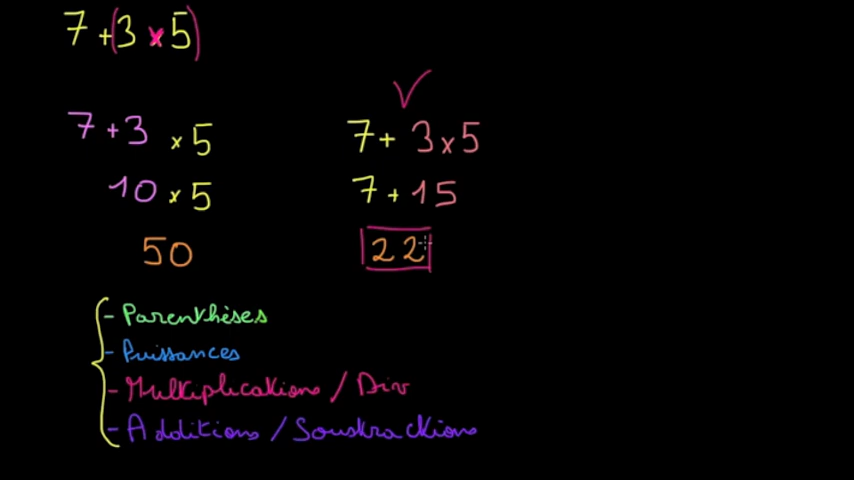 7 + (3 × 5)
✓
7 + 3 × 5
10 × 5
50
7 + 3 × 5
7 + 15
22
- Parenthèses
- Puissances
- Multiplications / Div
- Additions / Soustractions